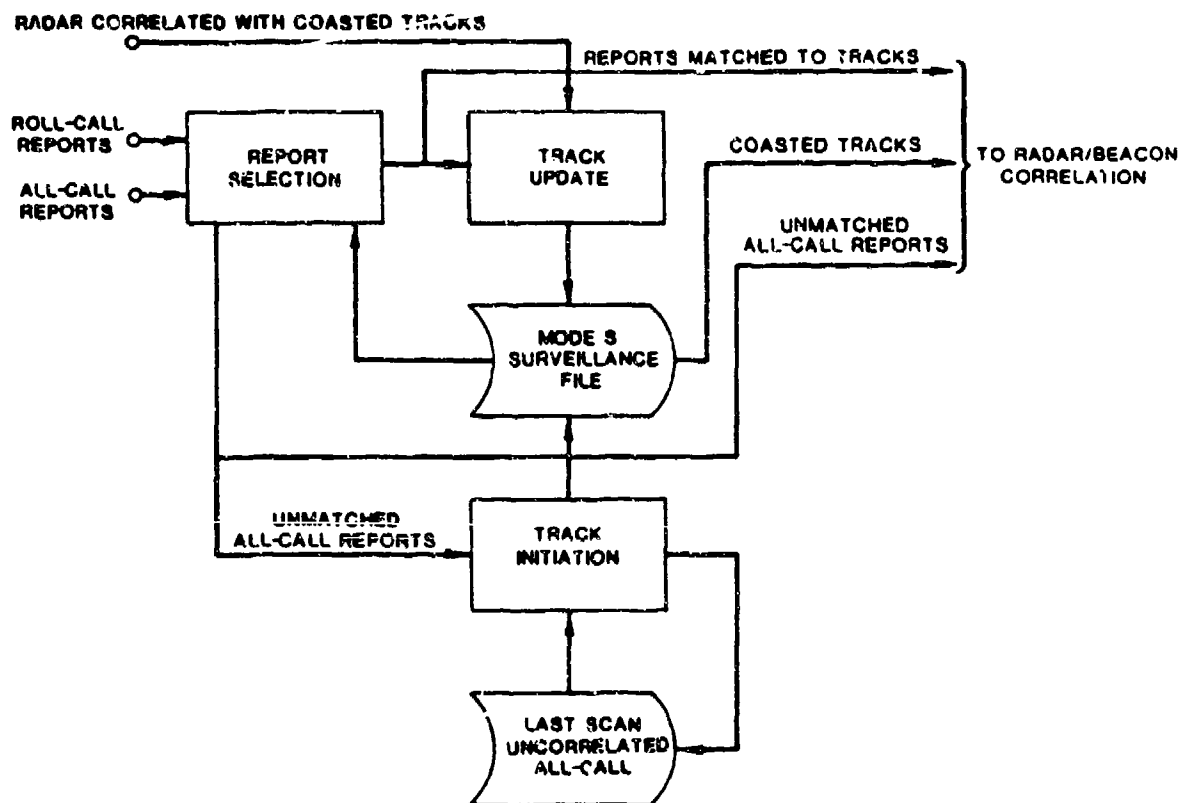 RADAR CORRELATED WITH COASTED TRACKS
REPORTS MATCHED TO TRACKS
ROLL-CALL
REPORTS
ALL-CALL
REPORTS
REPORT
SELECTION
TRACK
UPDATE
COASTED TRACKS
TO RADAR/BEACON
CORRELATION
UNMATCHED
ALL-CALL REPORTS
MODE S
SURVEILLANCE
FILE
UNMATCHED
ALL-CALL REPORTS
TRACK
INITIATION
LAST SCAN
UNCORRELATED
ALL-CALL